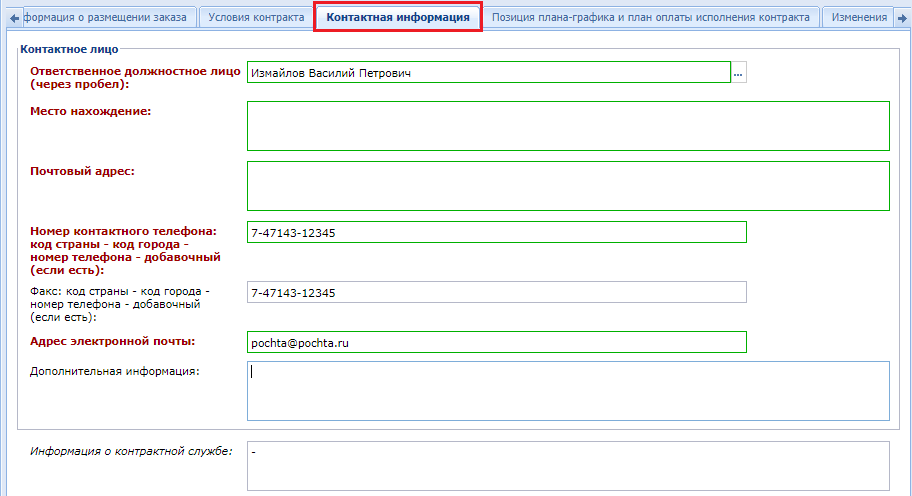 формация о размещении заказа
Условия контракта
Контактная информация
Позиция плана-графика и план оплаты исполнения контракта
Изменения
Контактное лицо
Ответственное должностное лицо
(через пробел):
Измайлов Василий Петрович
...
Место нахождение:
Почтовый адрес:
Номер контактного телефона:
код страны - код города -
номер телефона - добавочный
(если есть):
7-47143-12345
Факс: код страны - код города -
номер телефона - добавочный
(если есть):
7-47143-12345
Адрес электронной почты:
pochta@pochta.ru
Дополнительная информация:
Информация о контрактной службе:
-